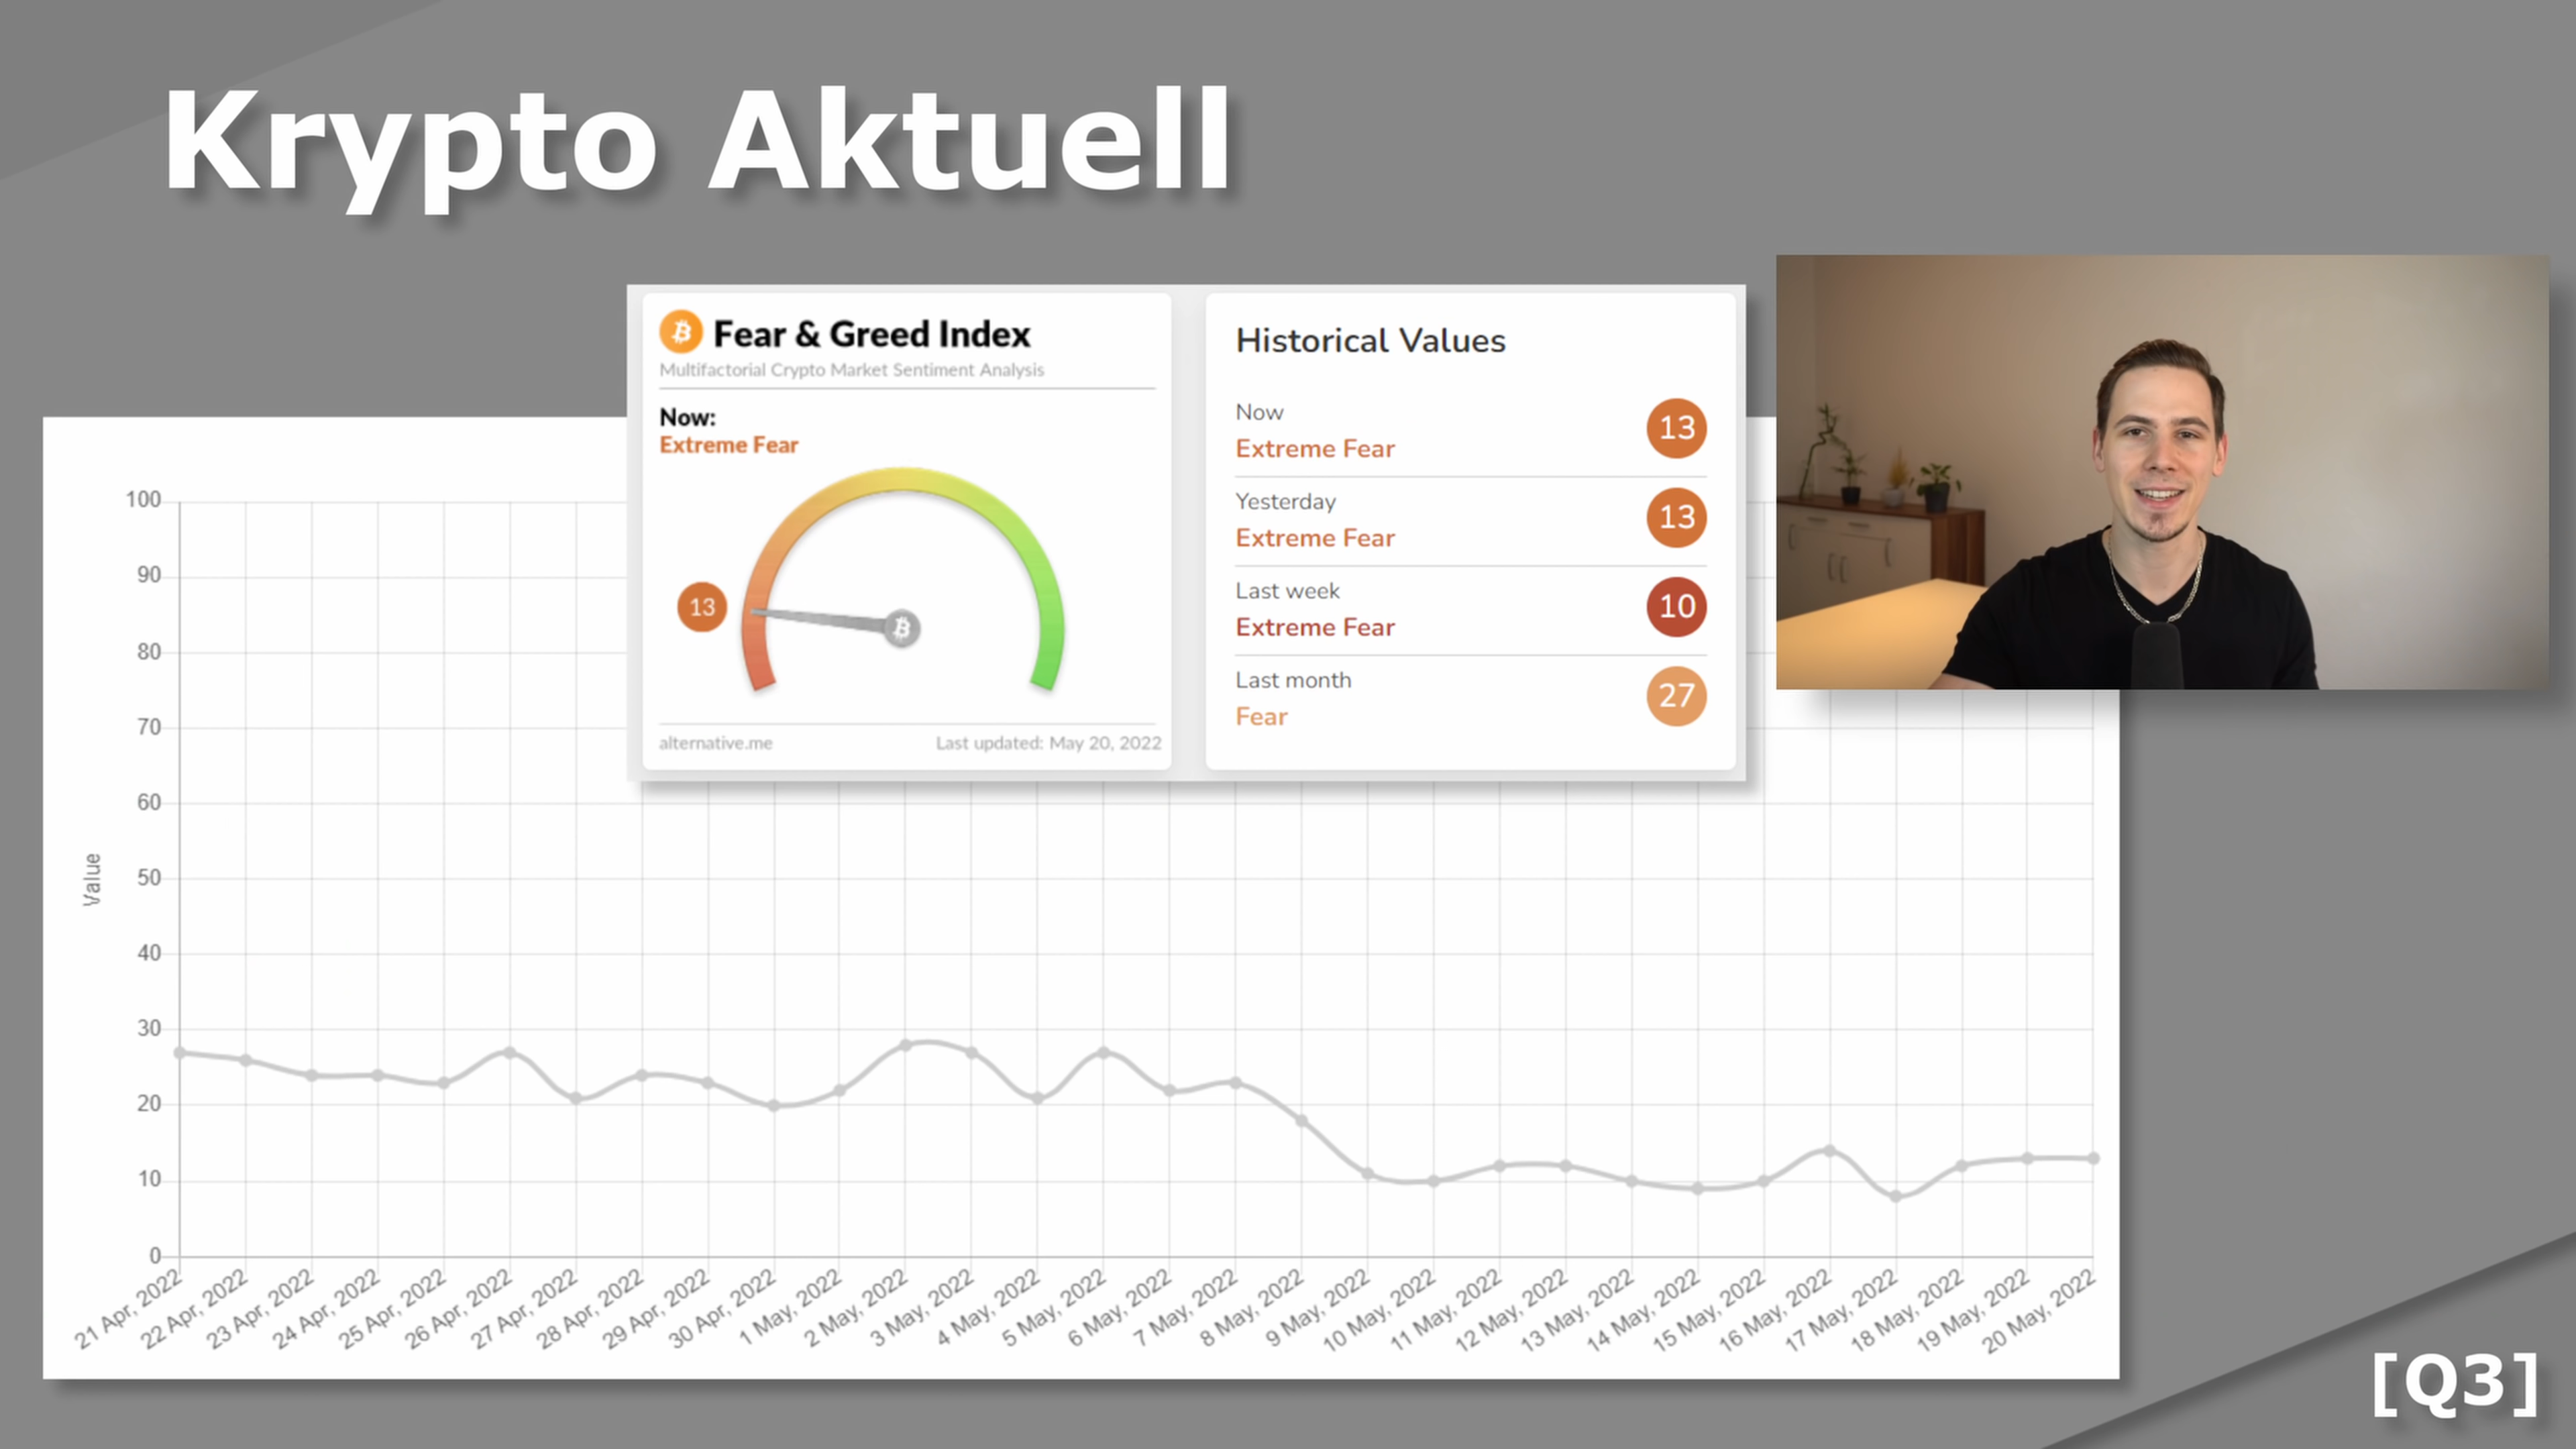 Krypto Aktuell
Fear & Greed Index
Multifactorial Crypto Market Sentiment Analysis
Now:
Extreme Fear
13
alternative.me
Last updated: May 20, 2022
Historical Values
Now
Extreme Fear
13
Yesterday
Extreme Fear
13
Last week
Extreme Fear
10
Last month
Fear
27
Value
100
90
80
70
60
50
40
30
20
10
0
21 Apr, 2022
22 Apr, 2022
23 Apr, 2022
24 Apr, 2022
25 Apr, 2022
26 Apr, 2022
27 Apr, 2022
28 Apr, 2022
29 Apr, 2022
30 Apr, 2022
1 May, 2022
2 May, 2022
3 May, 2022
4 May, 2022
5 May, 2022
6 May, 2022
7 May, 2022
8 May, 2022
9 May, 2022
10 May, 2022
11 May, 2022
12 May, 2022
13 May, 2022
14 May, 2022
15 May, 2022
16 May, 2022
17 May, 2022
18 May, 2022
19 May, 2022
20 May, 2022
[Q3]